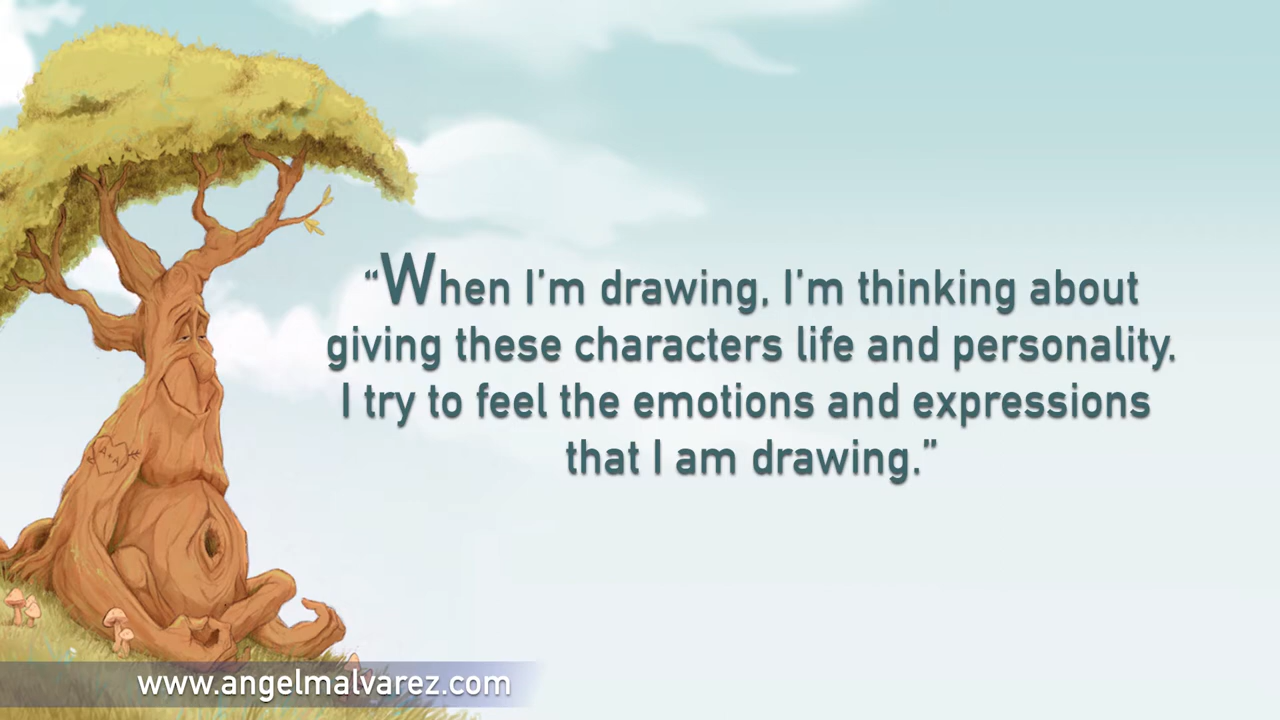 “When I’m drawing, I’m thinking about
giving these characters life and personality.
I try to feel the emotions and expressions
that I am drawing.”
A + A
www.angelmalvarez.com